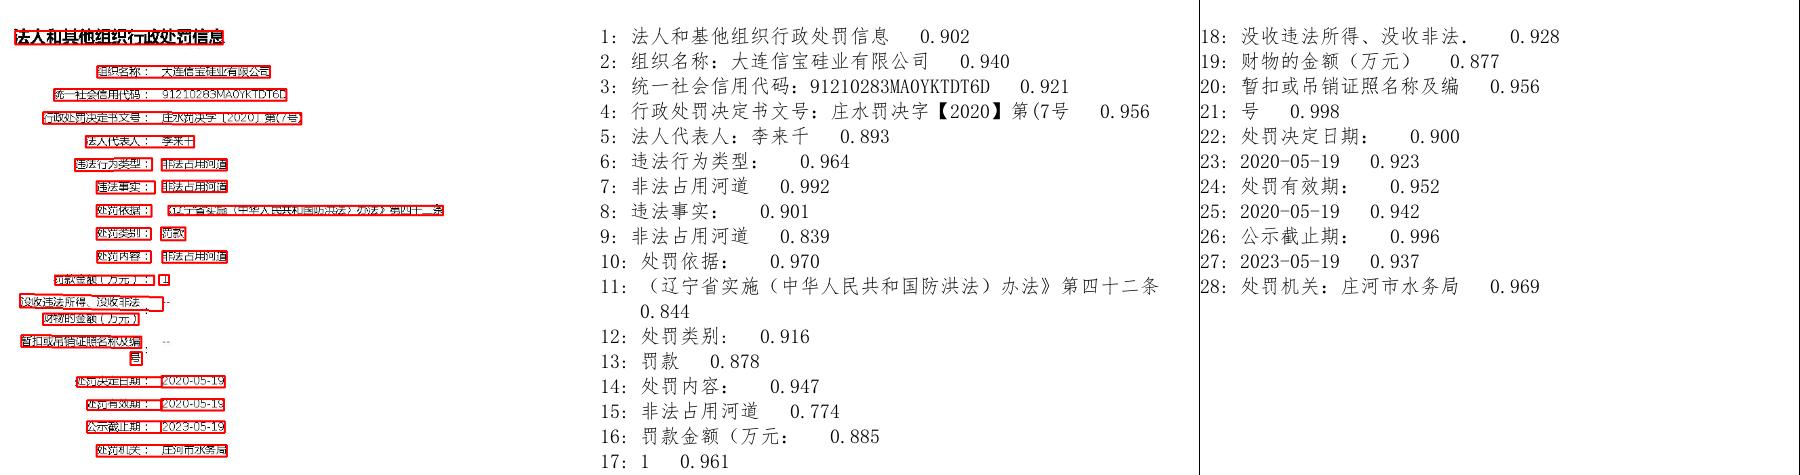 法人和其他组织行政处罚信息
组织名称： 大连信宝硅业有限公司
统一社会信用代码： 91210283MA0YKTDT6D
行政处罚决定书文号： 庄水罚决字〔2020〕第(7号
法人代表人： 李来千
违法行为类型： 非法占用河道
违法事实： 非法占用河道
处罚依据： 《辽宁省实施〈中华人民共和国防洪法〉办法》第四十二条
处罚类别： 罚款
处罚内容： 非法占用河道
罚款金额（万元）： 1
没收违法所得、没收非法
财物的金额（万元）： --
暂扣或吊销证照名称及编
号： --
处罚决定日期： 2020-05-19
处罚有效期： 2020-05-19
公示截止期： 2023-05-19
处罚机关： 庄河市水务局
1: 法人和基他组织行政处罚信息 0.902
2: 组织名称: 大连信宝硅业有限公司 0.940
3: 统一社会信用代码: 91210283MA0YKTDT6D 0.921
4: 行政处罚决定书文号: 庄水罚决字【2020】第(7号 0.956
5: 法人代表人: 李来千 0.893
6: 违法行为类型: 0.964
7: 非法占用河道 0.992
8: 违法事实: 0.901
9: 非法占用河道 0.839
10: 处罚依据: 0.970
11: （辽宁省实施（中华人民共和国防洪法）办法》第四十二条
0.844
12: 处罚类别: 0.916
13: 罚款 0.878
14: 处罚内容: 0.947
15: 非法占用河道 0.774
16: 罚款金额（万元: 0.885
17: 1 0.961
18: 没收违法所得、没收非法. 0.928
19: 财物的金额（万元） 0.877
20: 暂扣或吊销证照名称及编 0.956
21: 号 0.998
22: 处罚决定日期: 0.900
23: 2020-05-19 0.923
24: 处罚有效期: 0.952
25: 2020-05-19 0.942
26: 公示截止期: 0.996
27: 2023-05-19 0.937
28: 处罚机关: 庄河市水务局 0.969